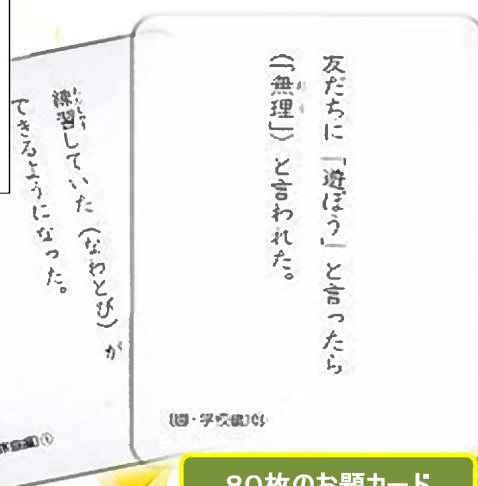 友だちに「遊ぼう」と言ったら
(「無理」)と言われた。
練習していた(なわとび)が
できるようになった。
80枚のお題カード